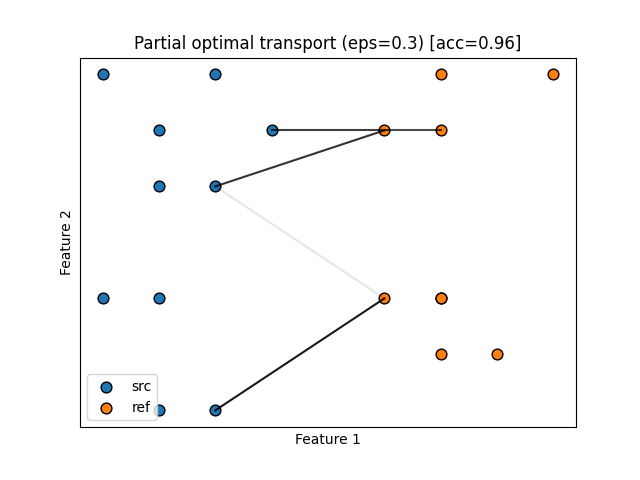 Partial optimal transport (eps=0.3) [acc=0.96]
Feature 2
src
ref
Feature 1